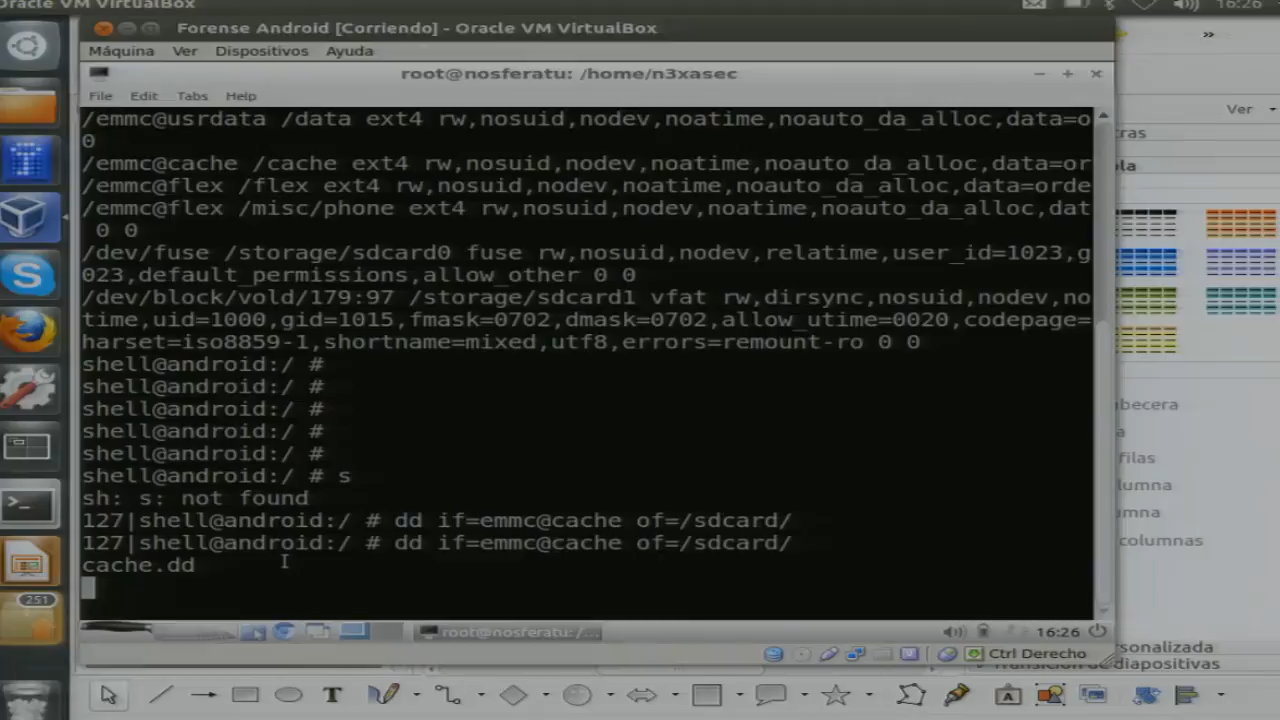 Oracle VM VirtualBox
16:26
Forense Android [Corriendo] - Oracle VM VirtualBox
Máquina Ver Dispositivos Ayuda
root@nosferatu: /home/n3xasec
File Edit Tabs Help
/emmc@usrdata /data ext4 rw,nosuid,nodev,noatime,noauto_da_alloc,data=o
0
/emmc@cache /cache ext4 rw,nosuid,nodev,noatime,noauto_da_alloc,data=or
/emmc@flex /flex ext4 rw,nosuid,nodev,noatime,noauto_da_alloc,data=orde
/emmc@flex /misc/phone ext4 rw,nosuid,nodev,noatime,noauto_da_alloc,dat
0 0
/dev/fuse /storage/sdcard0 fuse rw,nosuid,nodev,relatime,user_id=1023,g
023,default_permissions,allow_other 0 0
/dev/block/vold/179:97 /storage/sdcard1 vfat rw,dirsync,nosuid,nodev,no
time,uid=1000,gid=1015,fmask=0702,dmask=0702,allow_utime=0020,codepage=
harset=iso8859-1,shortname=mixed,utf8,errors=remount-ro 0 0
shell@android:/ #
shell@android:/ #
shell@android:/ #
shell@android:/ #
shell@android:/ #
shell@android:/ # s
sh: s: not found
127|shell@android:/ # dd if=emmc@cache of=/sdcard/
127|shell@android:/ # dd if=emmc@cache of=/sdcard/
cache.dd
root@nosferatu: /...
16:26
Ctrl Derecho
251
»
Ver
tras
ola
abecera
a
filas
olumna
mna
columnas
rsonalizada
Transición de diapositivas
T
A